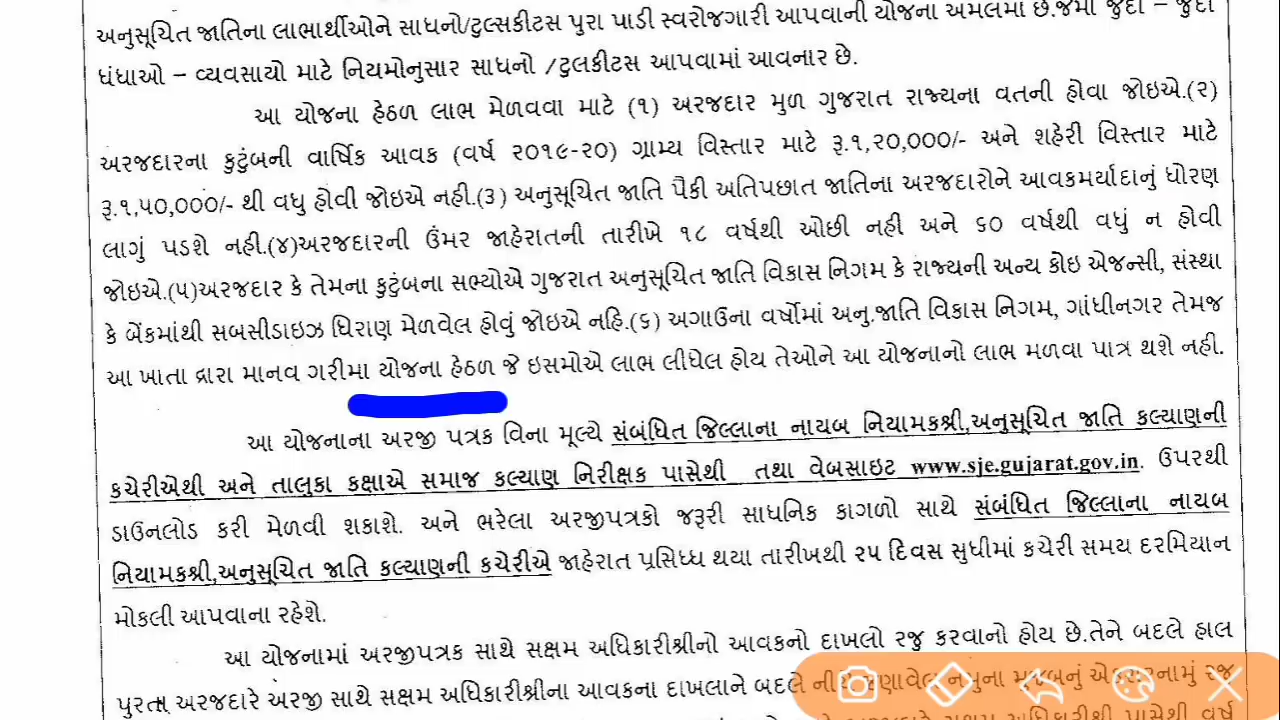 અનુસૂચિત જાતિના લાભાર્થીઓને સાધનો/ટુલ્સકીટસ પુરા પાડી સ્વરોજગારી આપવાની યોજના અમલમાં છે.જેમાં જુદા – જુદા
ધંધાઓ – વ્યવસાયો માટે નિયમોનુસાર સાધનો /ટુલકીટસ આપવામાં આવનાર છે.
આ યોજના હેઠળ લાભ મેળવવા માટે (૧) અરજદાર મુળ ગુજરાત રાજ્યના વતની હોવા જોઇએ.(૨)
અરજદારના કુટુંબની વાર્ષિક આવક (વર્ષ ૨૦૧૯-૨૦) ગ્રામ્ય વિસ્તાર માટે રૂ.૧,૨૦,૦૦૦/- અને શહેરી વિસ્તાર માટે
રૂ.૧,૫૦,૦૦૦/- થી વધુ હોવી જોઇએ નહી.(૩) અનુસૂચિત જાતિ પૈકી અતિપછાત જાતિના અરજદારોને આવકમર્યાદાનું ધોરણ
લાગું પડશે નહી.(૪)અરજદારની ઉંમર જાહેરાતની તારીખે ૧૮ વર્ષથી ઓછી નહી અને ૬૦ વર્ષથી વધું ન હોવી
જોઇએ.(૫)અરજદાર કે તેમના કુટુંબના સભ્યોએ ગુજરાત અનુસૂચિત જાતિ વિકાસ નિગમ કે રાજ્યની અન્ય કોઇ એજન્સી, સંસ્થા
કે બેંકમાંથી સબસીડાઇઝ ધિરાણ મેળવેલ હોવું જોઇએ નહિ.(૬) અગાઉના વર્ષોમાં અનુ.જાતિ વિકાસ નિગમ, ગાંધીનગર તેમજ
આ ખાતા દ્રારા માનવ ગરીમા યોજના હેઠળ જે ઇસમોએ લાભ લીધેલ હોય તેઓને આ યોજનાનો લાભ મળવા પાત્ર થશે નહી.
આ યોજનાના અરજી પત્રક વિના મૂલ્યે સંબંધિત જિલ્લાના નાયબ નિયામકશ્રી,અનુસૂચિત જાતિ કલ્યાણની
કચેરીએથી અને તાલુકા કક્ષાએ સમાજ કલ્યાણ નિરીક્ષક પાસેથી તથા વેબસાઇટ www.sje.gujarat.gov.in. ઉપરથી
ડાઉનલોડ કરી મેળવી શકાશે. અને ભરેલા અરજીપત્રકો જરૂરી સાધનિક કાગળો સાથે સંબંધિત જિલ્લાના નાયબ
નિયામકશ્રી,અનુસૂચિત જાતિ કલ્યાણની કચેરીએ જાહેરાત પ્રસિધ્ધ થયા તારીખથી ૨૫ દિવસ સુધીમાં કચેરી સમય દરમિયાન
મોકલી આપવાના રહેશે.
આ યોજનામાં અરજીપત્રક સાથે સક્ષમ અધિકારીશ્રીનો આવકનો દાખલો રજુ કરવાનો હોય છે.તેને બદલે હાલ
પુરતા અરજદારે અરજી સાથે સક્ષમ અધિકારીશ્રીના આવકના દાખલાને બદલે